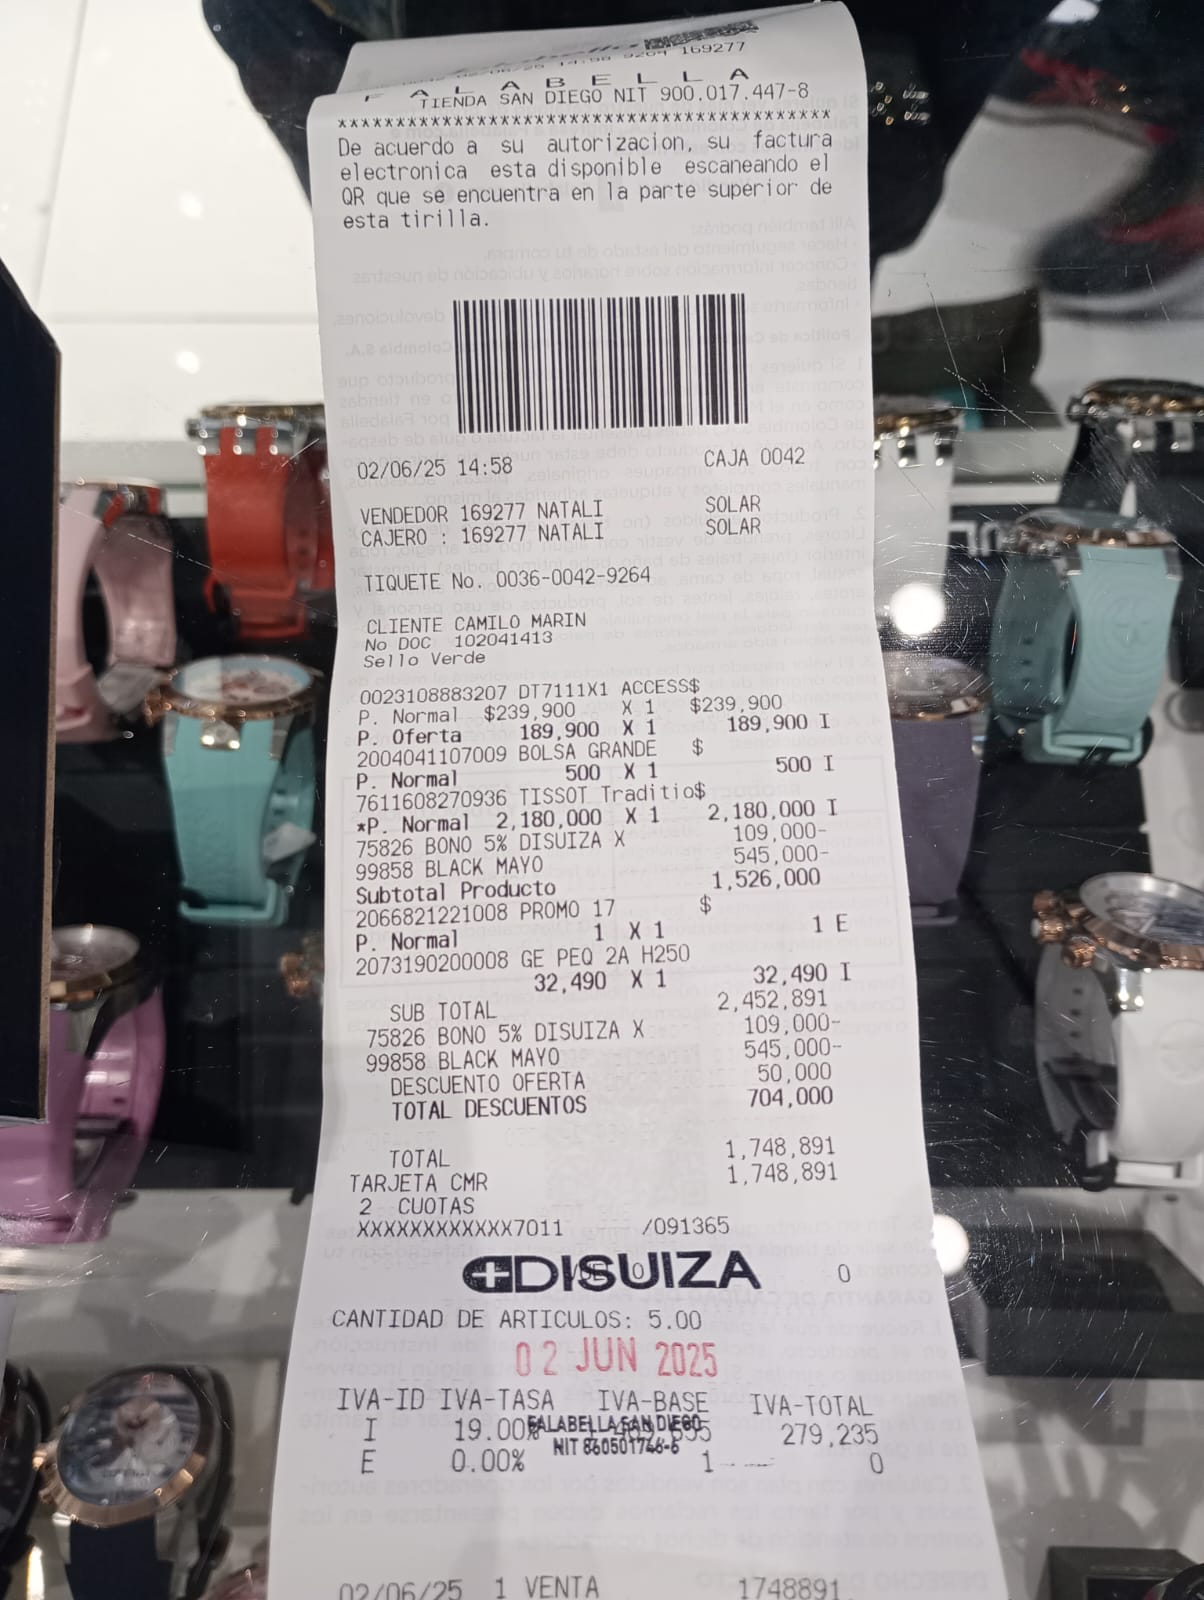 169277
F A L A B E L L A
TIENDA SAN DIEGO NIT 900.017.447-8
******************************************
De acuerdo a su autorizacion, su factura
electronica esta disponible escaneando el
QR que se encuentra en la parte superior de
esta tirilla.
02/06/25 14:58 CAJA 0042
VENDEDOR 169277 NATALI SOLAR
CAJERO : 169277 NATALI SOLAR
TIQUETE No. 0036-0042-9264
CLIENTE CAMILO MARIN
No DOC 102041413
Sello Verde
0023108883207 DT7111X1 ACCESS$
P. Normal $239,900 X 1 $239,900
P. Oferta 189,900 X 1 189,900 I
2004041107009 BOLSA GRANDE $
P. Normal 500 X 1 500 I
7611608270936 TISSOT Traditio$
*P. Normal 2,180,000 X 1 2,180,000 I
75826 BONO 5% DISUIZA X 109,000-
99858 BLACK MAYO 545,000-
Subtotal Producto 1,526,000
2066821221008 PROMO 17 $
P. Normal 1 X 1 1 E
2073190200008 GE PEQ 2A H250
32,490 X 1 32,490 I
SUB TOTAL 2,452,891
75826 BONO 5% DISUIZA X 109,000-
99858 BLACK MAYO 545,000-
DESCUENTO OFERTA 50,000
TOTAL DESCUENTOS 704,000
TOTAL 1,748,891
TARJETA CMR 1,748,891
2 CUOTAS
XXXXXXXXXXXX7011 /091365
DISUIZA 0
CANTIDAD DE ARTICULOS: 5.00
02 JUN 2025
IVA-ID IVA-TASA IVA-BASE IVA-TOTAL
I 19.00% 279,235
FALABELLA SAN DIEGO
NIT 860501746-6
E 0.00% 1 0
02/06/25 1 VENTA 1748891